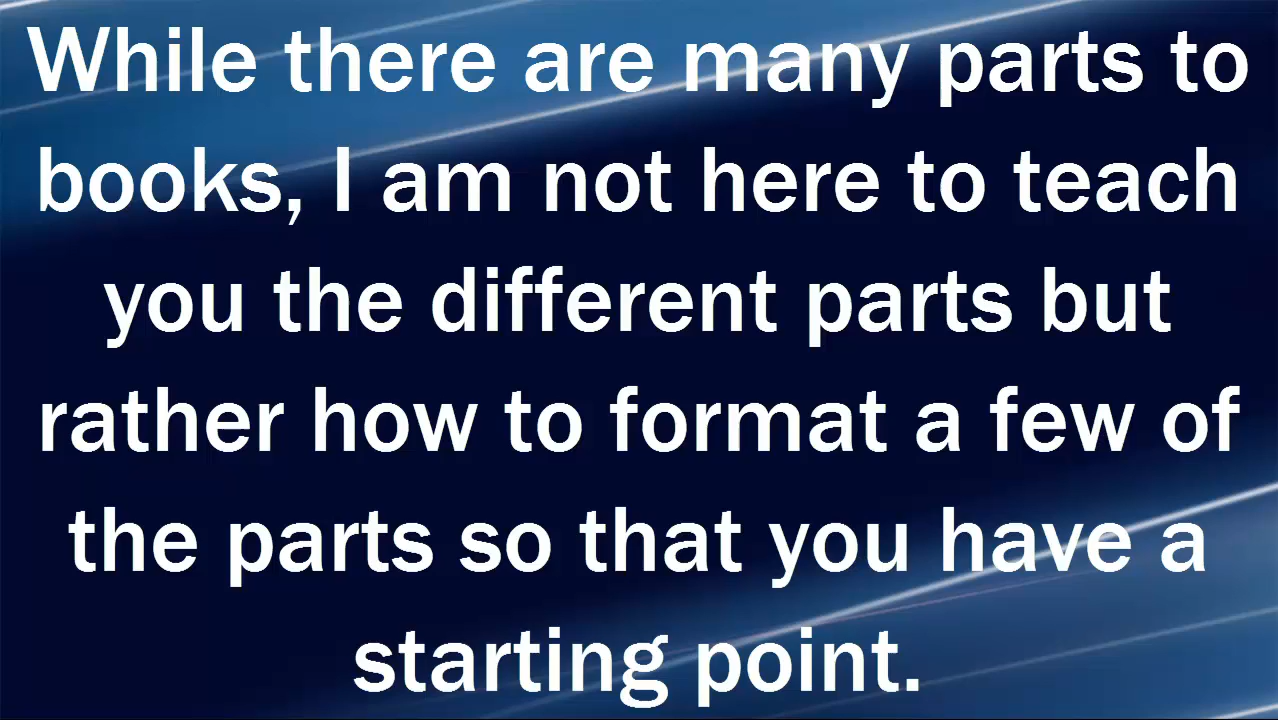 While there are many parts to
books, I am not here to teach
you the different parts but
rather how to format a few of
the parts so that you have a
starting point.